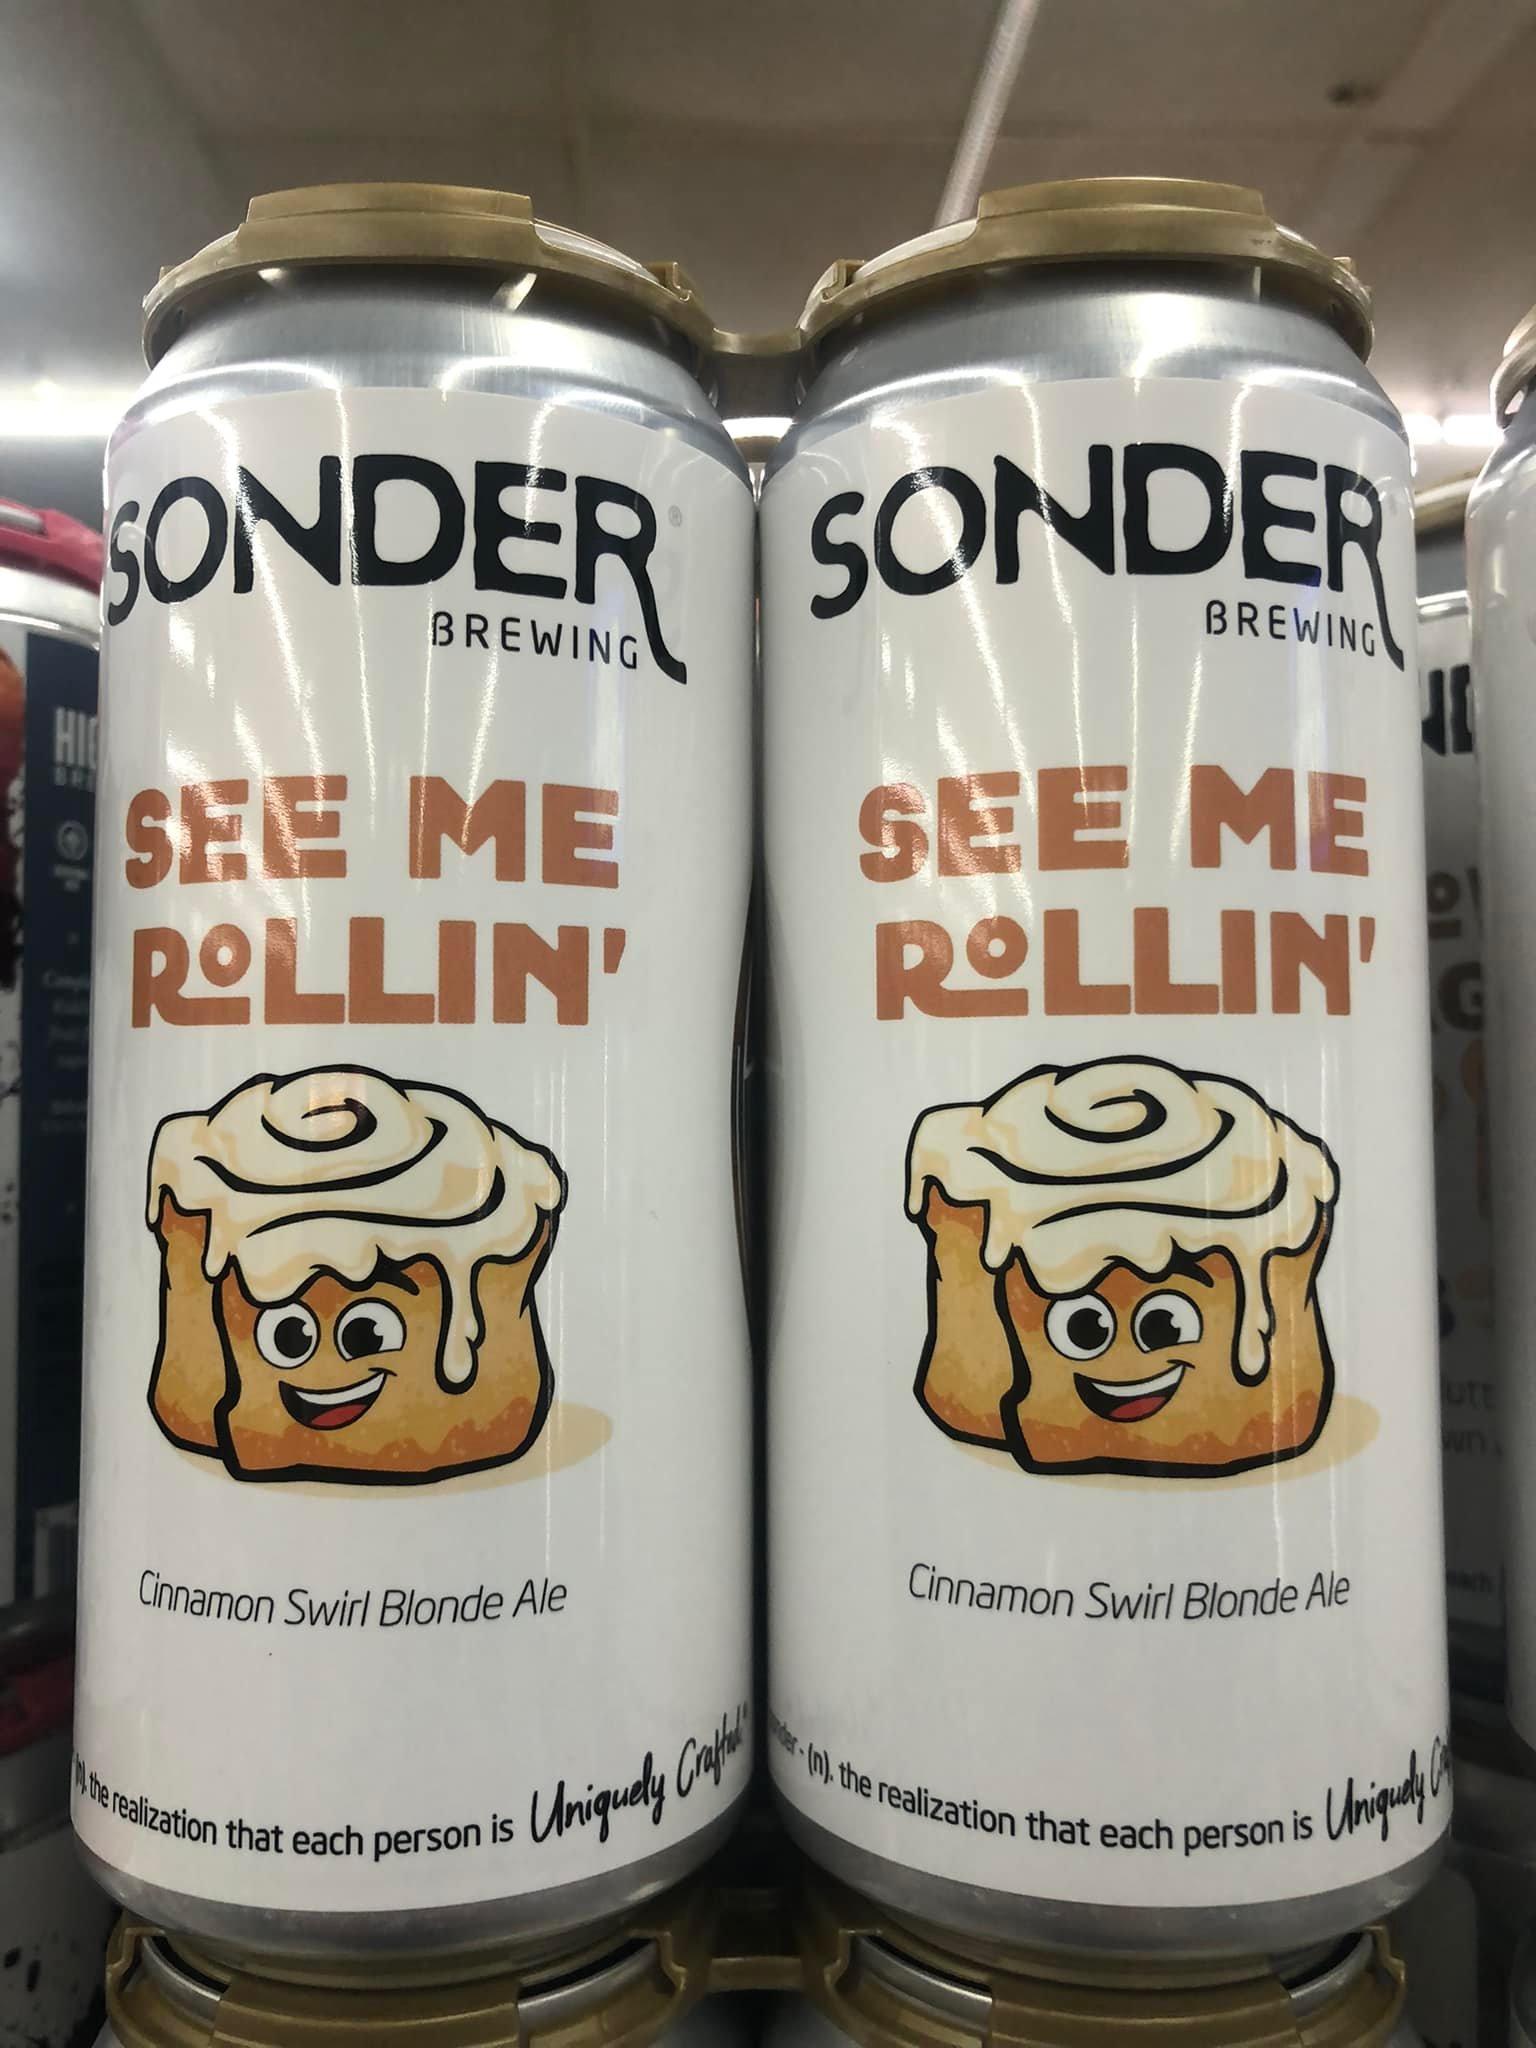 SONDER®
BREWING
SEE ME
ROLLIN'
Cinnamon Swirl Blonde Ale
(n). the realization that each person is Uniquely Crafted.
SONDER
BREWING
SEE ME
ROLLIN'
Cinnamon Swirl Blonde Ale
(n). the realization that each person is Uniquely